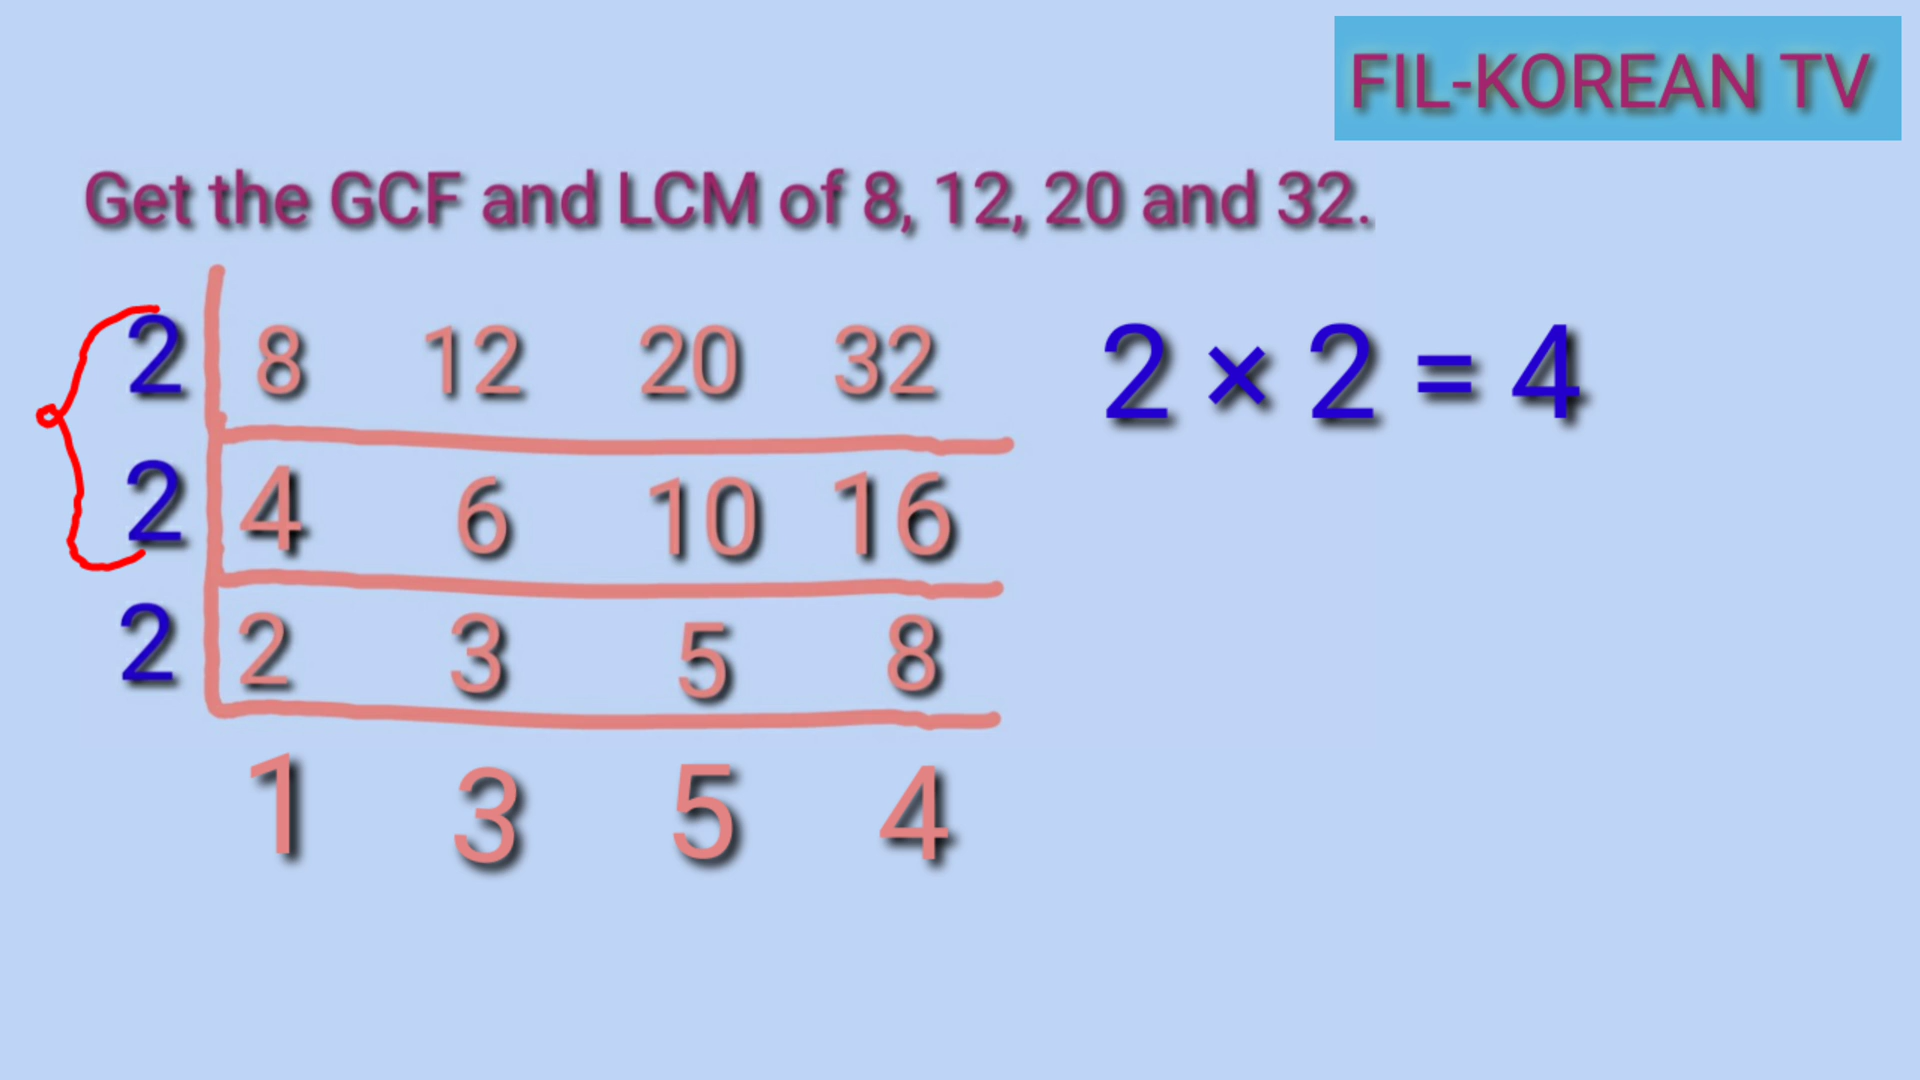 FIL-KOREAN TV
Get the GCF and LCM of 8, 12, 20 and 32.
2 8 12 20 32
2 × 2 = 4
2 4 6 10 16
2 2 3 5 8
1 3 5 4